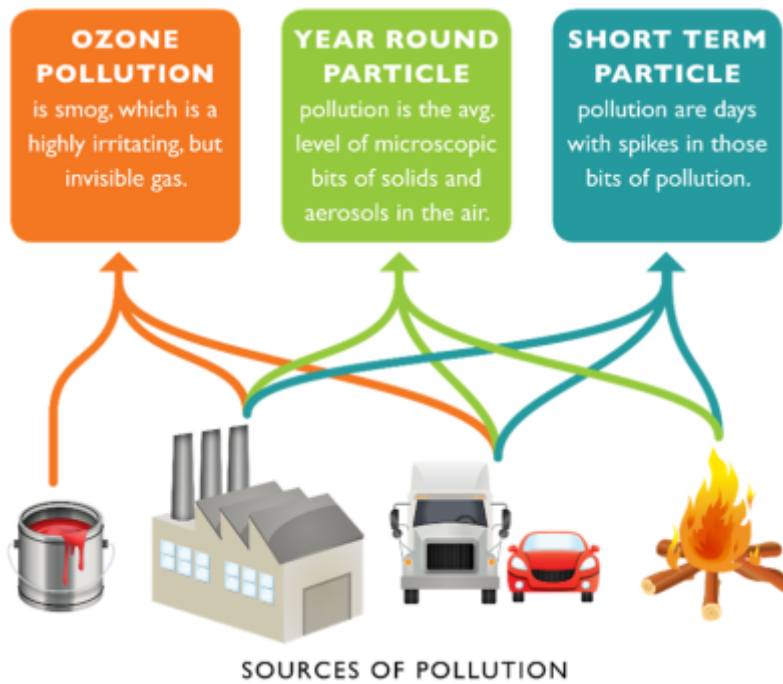 OZONE
POLLUTION
is smog, which is a
highly irritating, but
invisible gas.
YEAR ROUND
PARTICLE
pollution is the avg.
level of microscopic
bits of solids and
aerosols in the air.
SHORT TERM
PARTICLE
pollution are days
with spikes in those
bits of pollution.
SOURCES OF POLLUTION